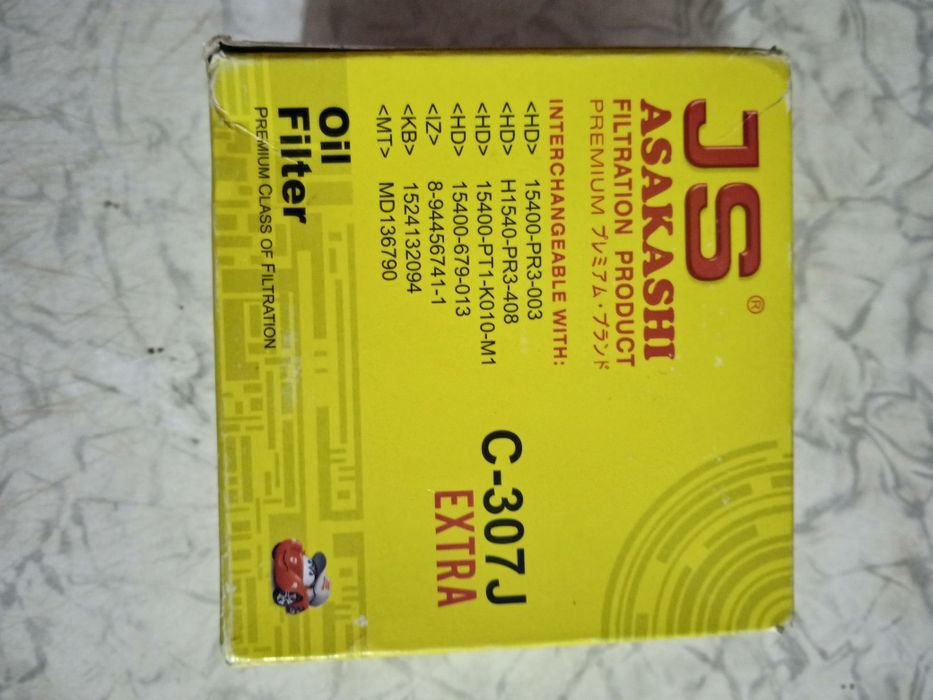 JS®
ASAKASHI
FILTRATION PRODUCT
PREMIUM プレミアム・ブランド
INTERCHANGEABLE WITH:
<HD> 15400-PR3-003
<HD> H1540-PR3-408
<HD> 15400-PT1-K010-M1
<HD> 15400-679-013
<IZ> 8-94456741-1
<KB> 1524132094
<MT> MD136790
C-307J
EXTRA
Oil
Filter
PREMIUM CLASS OF FILTRATION